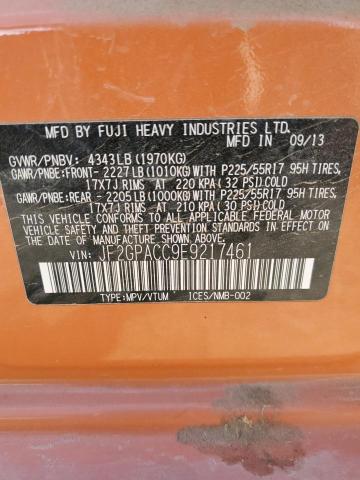 MFD BY FUJI HEAVY INDUSTRIES LTD.
MADE IN 09/13
GVWR/PNBV: 4343LB(1970KG)
GAWR/PNBE:FRONT- 2227LB(1010KG)WITH P225/55R17 95H TIRES,
17X7J RIMS AT 220 KPA( 32 PSI)COLD
GAWR/PNBE:REAR - 2205LB(1000KG)WITH P225/55R17 95H TIRES,
17X7J RIMS AT 210 KPA( 30 PSI)COLD
THIS VEHICLE CONFORMS TO ALL APPLICABLE FEDERAL MOTOR
VEHICLE SAFETY, BUMPER, AND THEFT PREVENTION STANDARDS IN
EFFECT ON THE DATE OF MANUFACTURE SHOWN ABOVE.
VIN: JF2GPACC9E9217461
TYPE:MPV/VTUM ICES/NMB-002